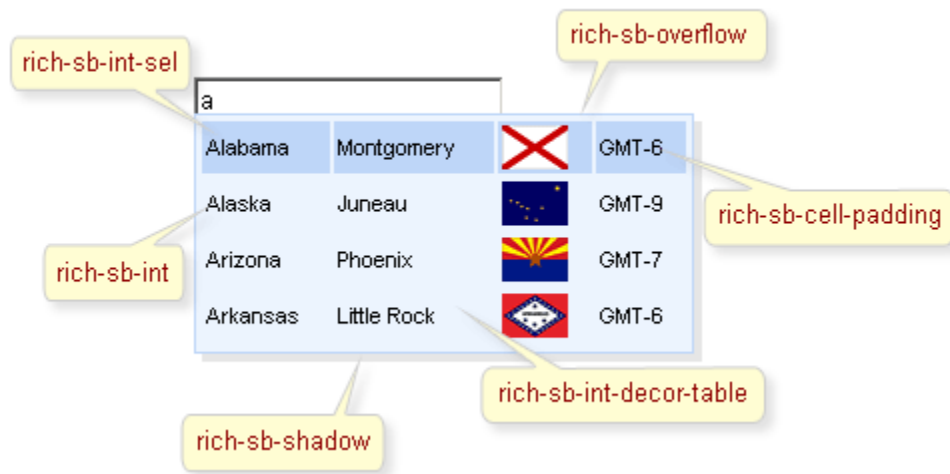 rich-sb-overflow
rich-sb-int-sel
a
Alabama Montgomery GMT-6
Alaska Juneau GMT-9
rich-sb-cell-padding
rich-sb-int
Arizona Phoenix GMT-7
Arkansas Little Rock GMT-6
rich-sb-int-decor-table
rich-sb-shadow